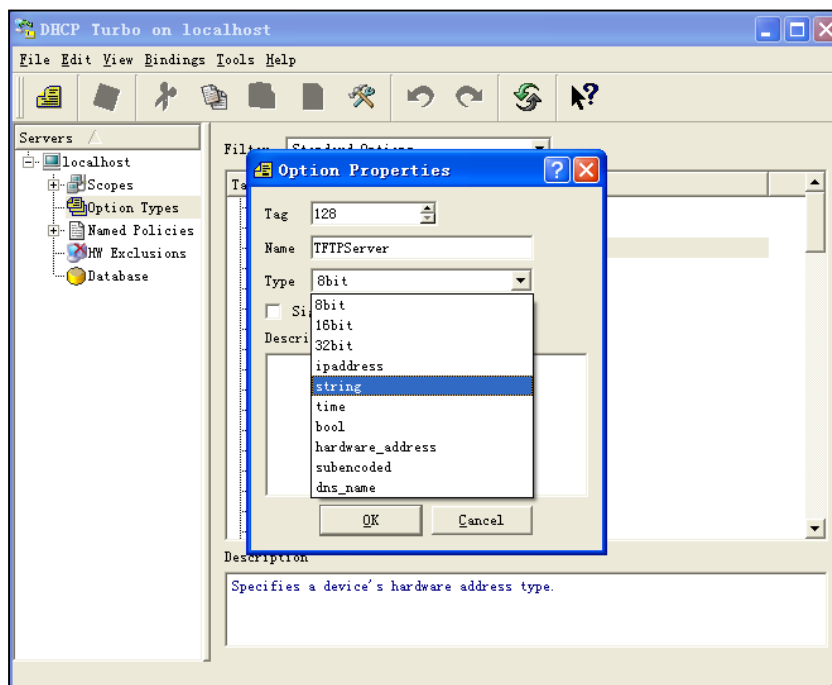 DHCP Turbo on localhost
File Edit View Bindings Tools Help
Servers
localhost
Scopes
Option Types
Named Policies
HW Exclusions
Database
Option Properties
Tag 128
Name TFTPServer
Type 8bit
8bit
16bit
32bit
ipaddress
string
time
bool
hardware_address
subencoded
dns_name
OK Cancel
Description
Specifies a device's hardware address type.